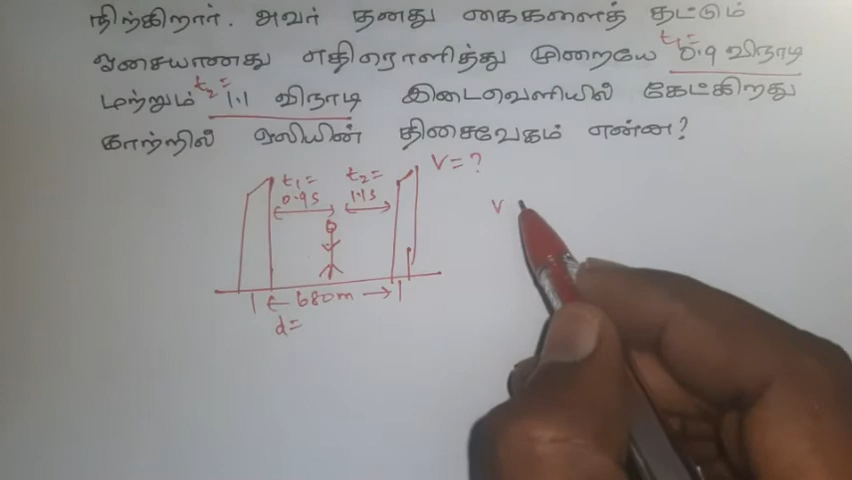 நிற்கிறார். அவர் தனது கைகளைத் தட்டும்
ஓசையானது எதிரொளித்து முறையே t₁= 0.9 விநாடி
மற்றும் t₂= 1.1 விநாடி இடைவெளியில் கேட்கிறது
காற்றில் ஒலியின் திசைவேகம் என்ன?
t₁= t₂= V=?
0.9s 1.1s V
680m
d=